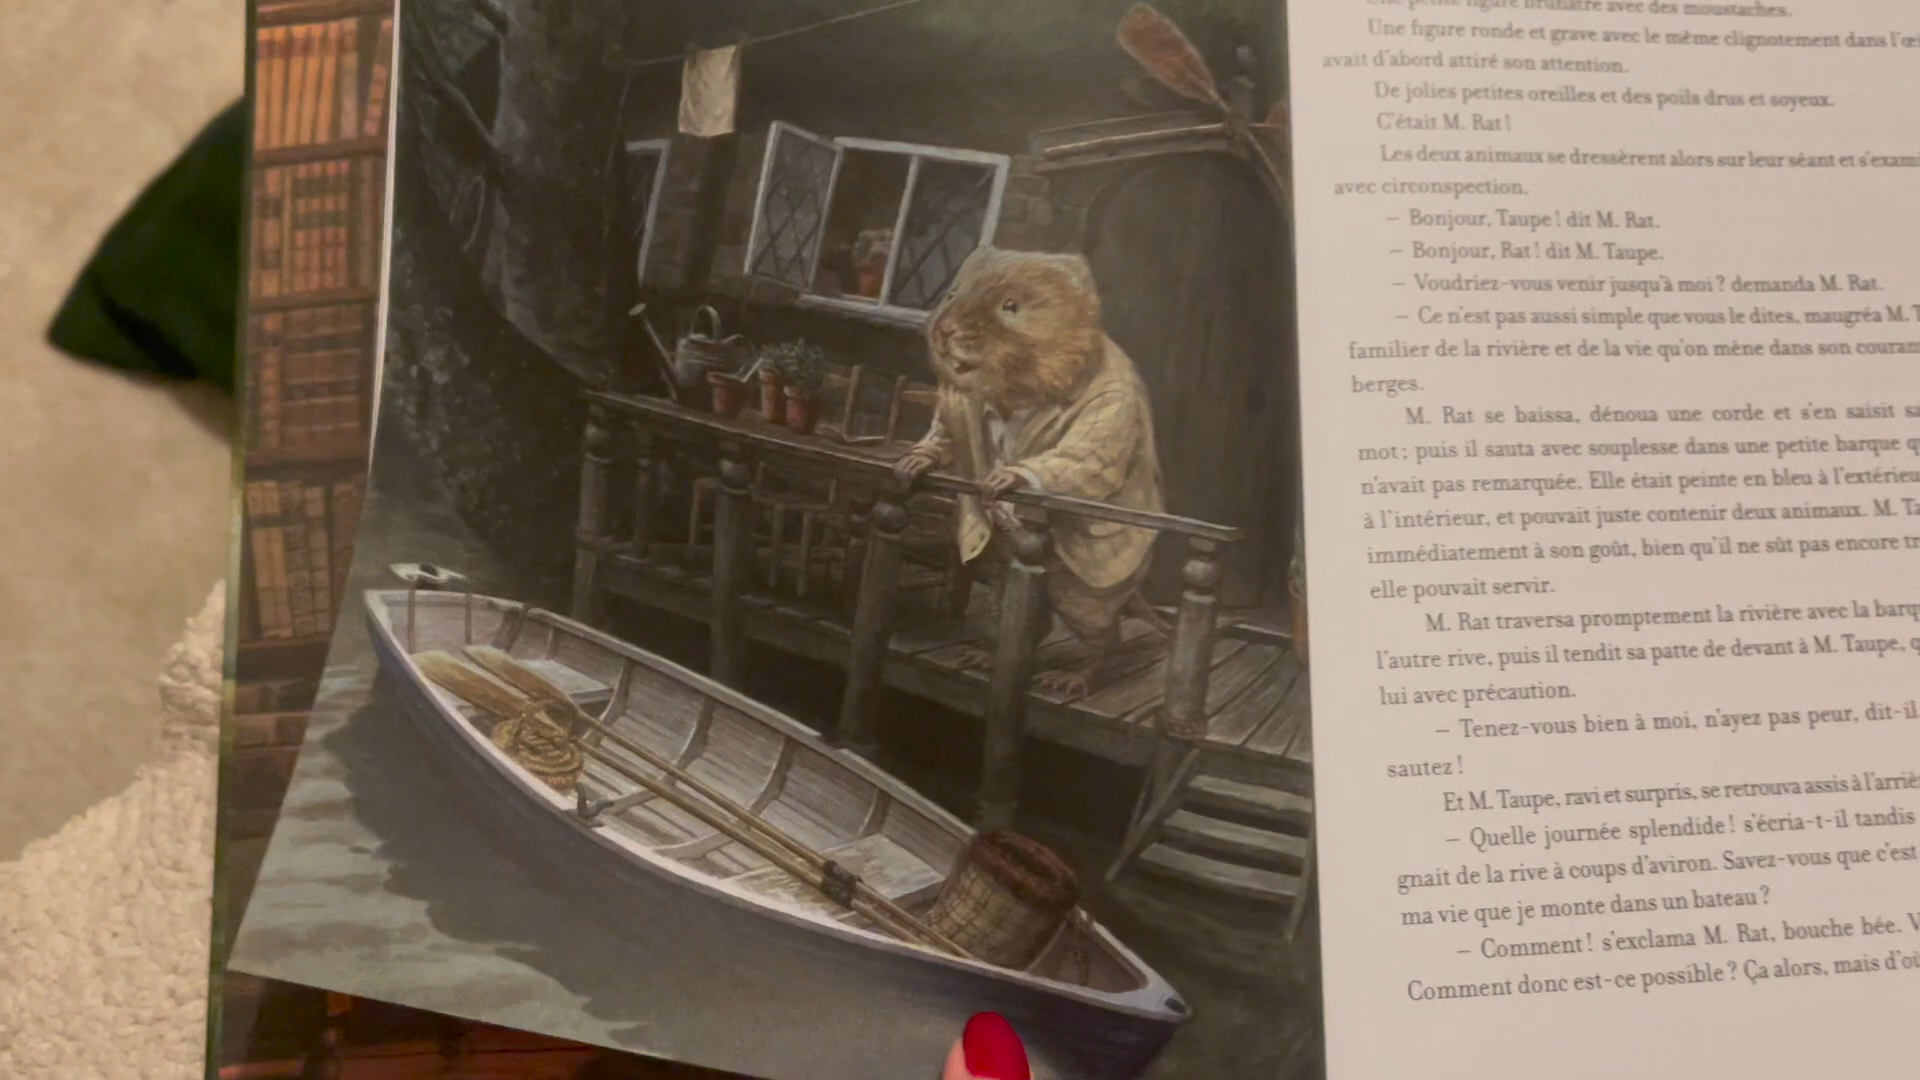 petite figure brunâtre avec des moustaches.
Une figure ronde et grave avec le même clignotement dans l'œ
avait d'abord attiré son attention.
De jolies petites oreilles et des poils drus et soyeux.
C'était M. Rat !
Les deux animaux se dressèrent alors sur leur séant et s'exami
avec circonspection.
– Bonjour, Taupe ! dit M. Rat.
– Bonjour, Rat ! dit M. Taupe.
– Voudriez-vous venir jusqu'à moi ? demanda M. Rat.
– Ce n'est pas aussi simple que vous le dites, maugréa M. T
familier de la rivière et de la vie qu'on mène dans son couran
berges.
M. Rat se baissa, dénoua une corde et s'en saisit sa
mot ; puis il sauta avec souplesse dans une petite barque q
n'avait pas remarquée. Elle était peinte en bleu à l'extérieu
à l'intérieur, et pouvait juste contenir deux animaux. M. Ta
immédiatement à son goût, bien qu'il ne sût pas encore tr
elle pouvait servir.
M. Rat traversa promptement la rivière avec la barq
l'autre rive, puis il tendit sa patte de devant à M. Taupe, q
lui avec précaution.
– Tenez-vous bien à moi, n'ayez pas peur, dit-il
sautez !
Et M. Taupe, ravi et surpris, se retrouva assis à l'arriè
– Quelle journée splendide ! s'écria-t-il tandis
gnait de la rive à coups d'aviron. Savez-vous que c'est
ma vie que je monte dans un bateau ?
– Comment ! s'exclama M. Rat, bouche bée. V
Comment donc est-ce possible ? Ça alors, mais d'où